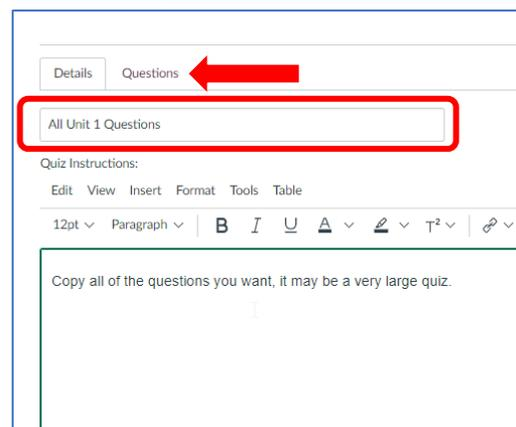 Details Questions
All Unit 1 Questions
Quiz Instructions:
Edit View Insert Format Tools Table
12pt Paragraph B I U A T²
Copy all of the questions you want, it may be a very large quiz.